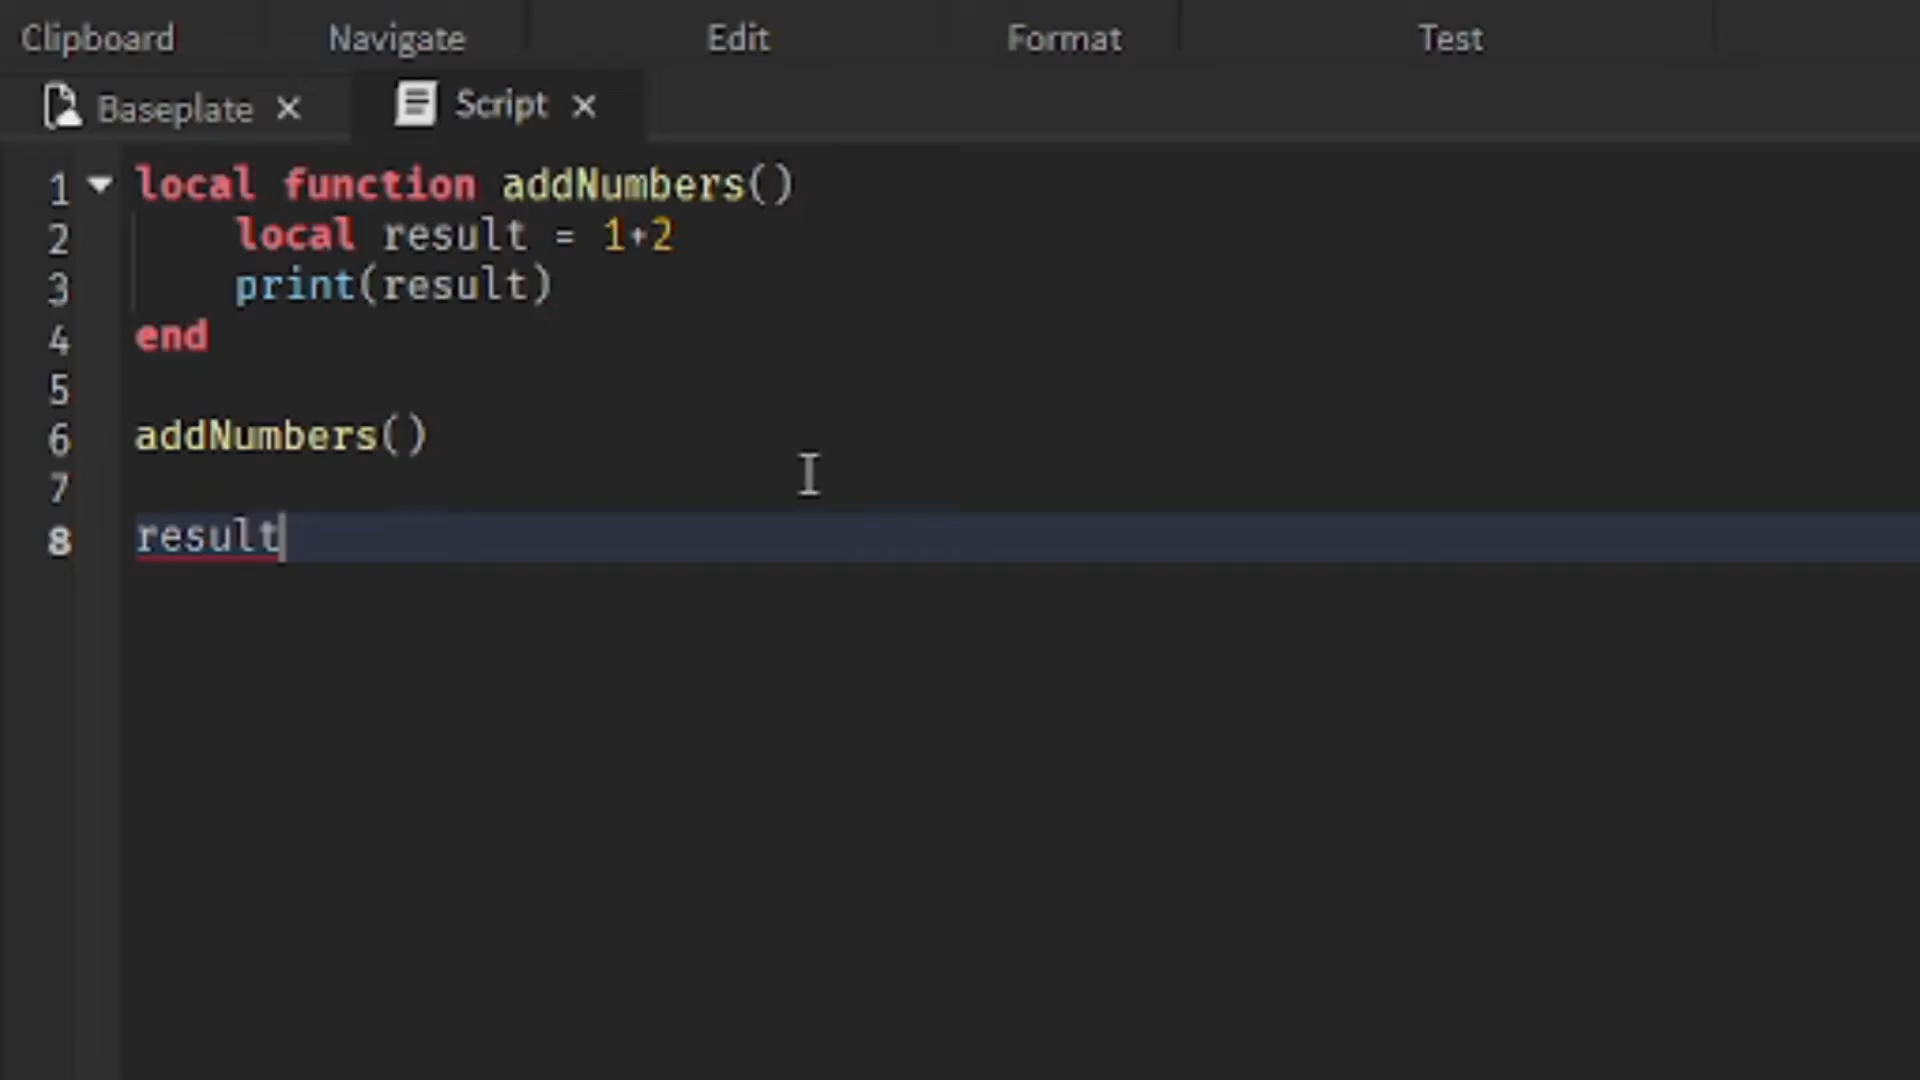 Clipboard Navigate Edit Format Test
Baseplate × Script ×
1 local function addNumbers()
2 local result = 1+2
3 print(result)
4 end
5
6 addNumbers()
7
8 result